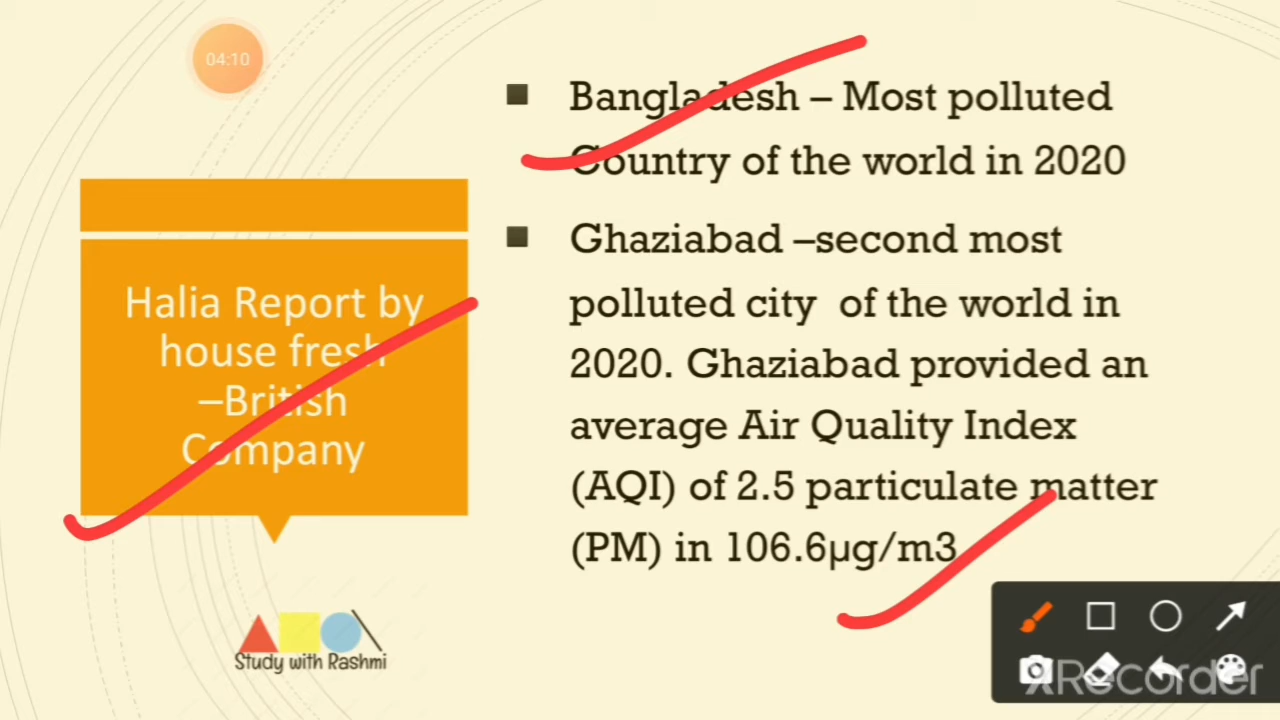 04:10
Bangladesh – Most polluted
Country of the world in 2020
Ghaziabad –second most
polluted city of the world in
2020. Ghaziabad provided an
average Air Quality Index
(AQI) of 2.5 particulate matter
(PM) in 106.6µg/m3
Halia Report by
house fresh
–British
Company
Study with Rashmi
XRecorder